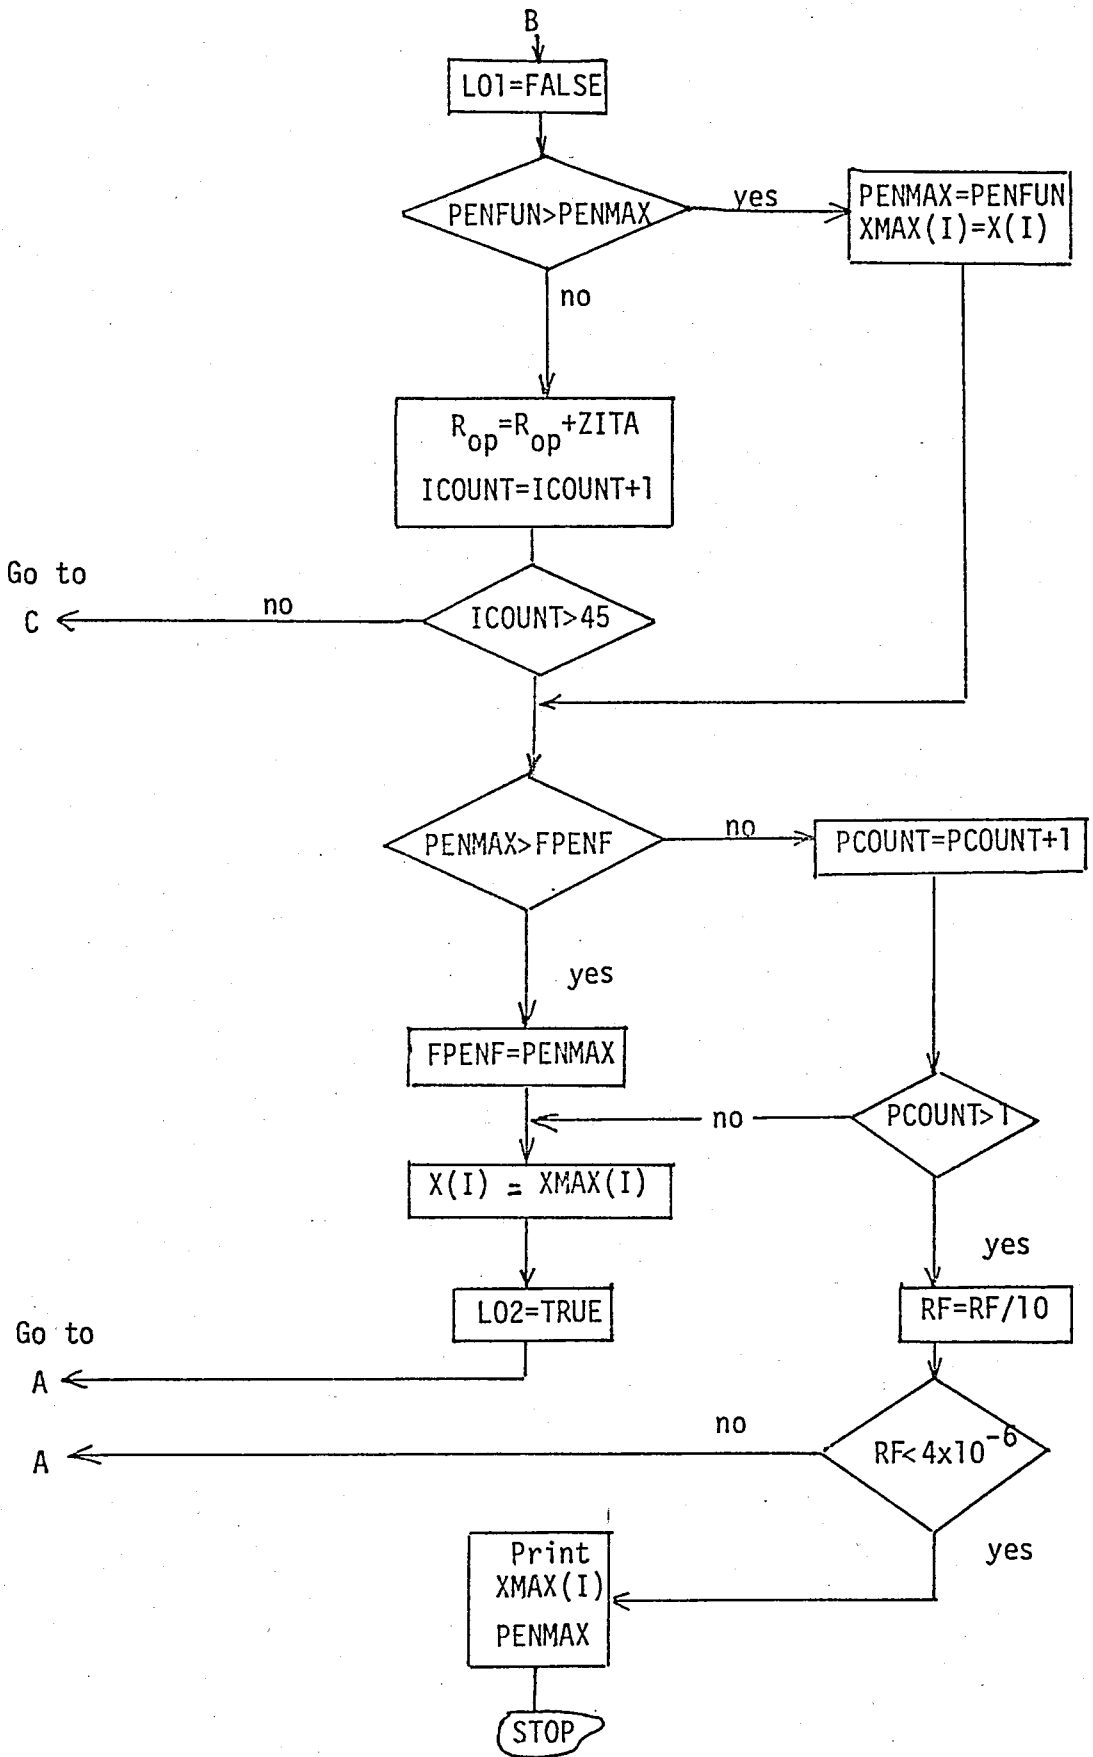 B
LO1=FALSE
PENFUN>PENMAX
yes
PENMAX=PENFUN
XMAX(I)=X(I)
no
Rop=Rop+ZITA
ICOUNT=ICOUNT+1
Go to
C
no
ICOUNT>45
PENMAX>FPENF
no
PCOUNT=PCOUNT+1
yes
FPENF=PENMAX
no
PCOUNT>1
X(I) = XMAX(I)
yes
LO2=TRUE
RF=RF/10
Go to
A
no
A
RF<4x10-6
yes
Print
XMAX(I)
PENMAX
STOP